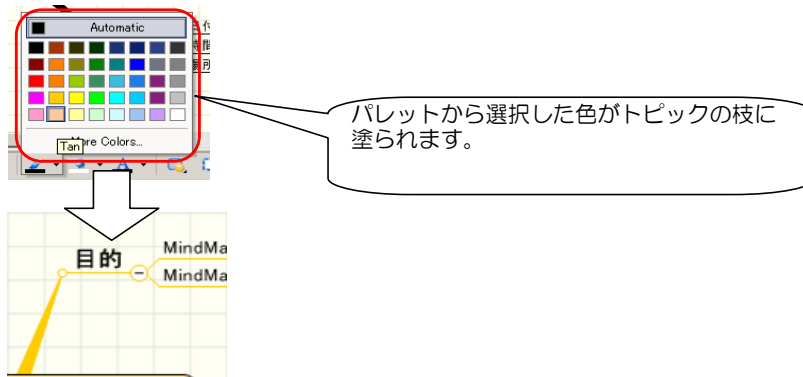 Automatic
パレットから選択した色がトピックの枝に
塗られます。
re Colors...
Tan
A
目的
MindMa
MindMa